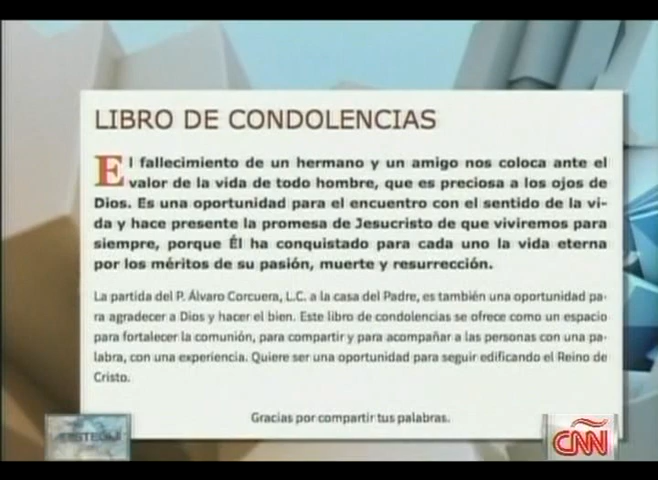 LIBRO DE CONDOLENCIAS
El fallecimiento de un hermano y un amigo nos coloca ante el
valor de la vida de todo hombre, que es preciosa a los ojos de
Dios. Es una oportunidad para el encuentro con el sentido de la vi-
da y hace presente la promesa de Jesucristo de que viviremos para
siempre, porque Él ha conquistado para cada uno la vida eterna
por los méritos de su pasión, muerte y resurrección.
La partida del P. Álvaro Corcuera, L.C. a la casa del Padre, es también una oportunidad pa-
ra agradecer a Dios y hacer el bien. Este libro de condolencias se ofrece como un espacio
para fortalecer la comunión, para compartir y para acompañar a las personas con una pa-
labra, con una experiencia. Quiere ser una oportunidad para seguir edificando el Reino de
Cristo.
Gracias por compartir tus palabras.
CNN